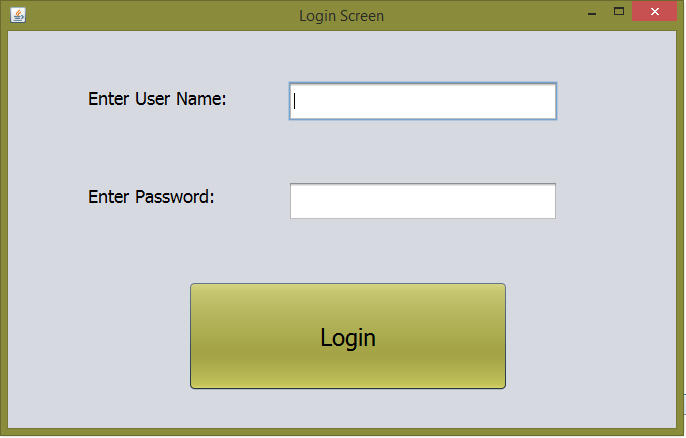 Login Screen
Enter User Name:
Enter Password:
Login